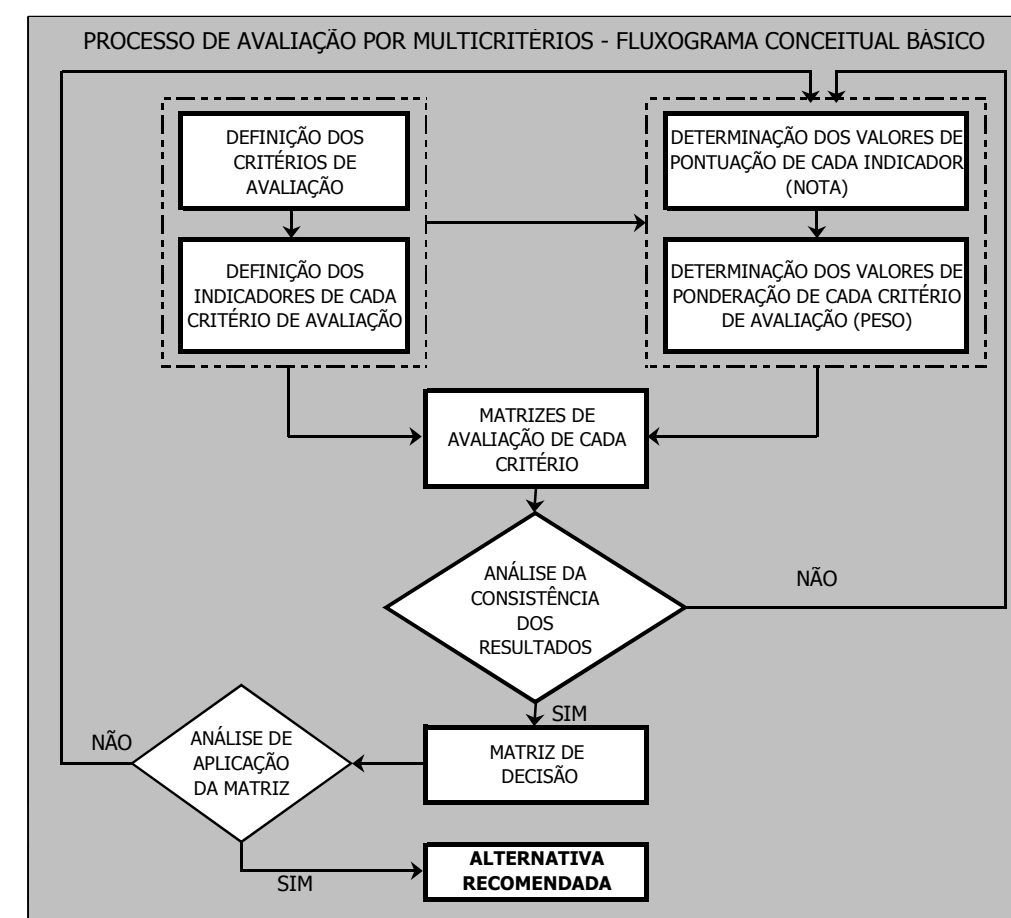 PROCESSO DE AVALIAÇÃO POR MULTICRITÉRIOS - FLUXOGRAMA CONCEITUAL BÁSICO
DEFINIÇÃO DOS
CRITÉRIOS DE
AVALIAÇÃO
DETERMINAÇÃO DOS VALORES DE
PONTUAÇÃO DE CADA INDICADOR
(NOTA)
DEFINIÇÃO DOS
INDICADORES DE CADA
CRITÉRIO DE AVALIAÇÃO
DETERMINAÇÃO DOS VALORES DE
PONDERAÇÃO DE CADA CRITÉRIO
DE AVALIAÇÃO (PESO)
MATRIZES DE
AVALIAÇÃO DE CADA
CRITÉRIO
ANÁLISE DA
CONSISTÊNCIA
DOS
RESULTADOS
NÃO
SIM
MATRIZ DE
DECISÃO
NÃO
ANÁLISE DE
APLICAÇÃO
DA MATRIZ
SIM
ALTERNATIVA
RECOMENDADA